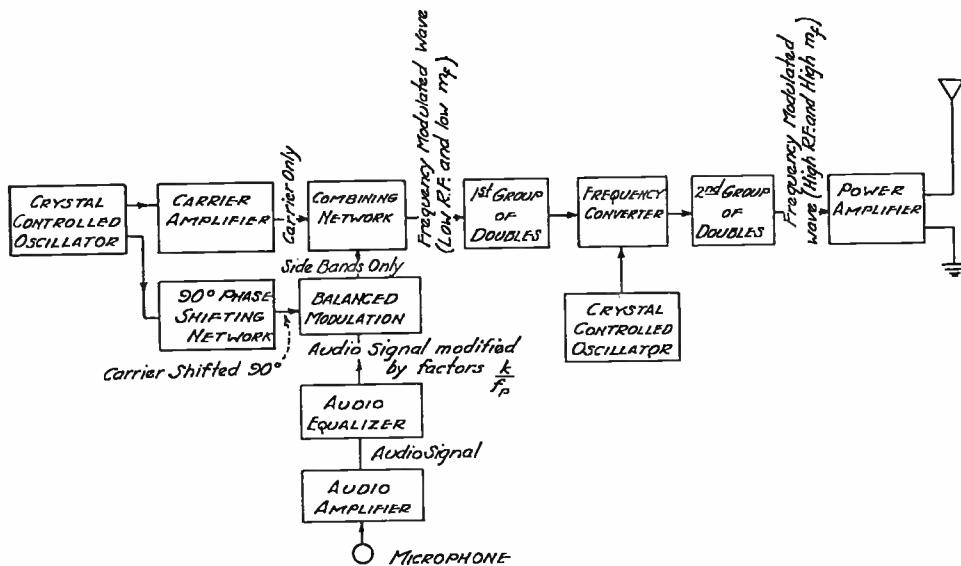 CRYSTAL
CONTROLLED
OSCILLATOR
CARRIER
AMPLIFIER
Carrier Only
COMBINING
NETWORK
Frequency Modulated Wave
(Low R.F. and low mf)
1st GROUP
OF
DOUBLES
FREQUENCY
CONVERTER
2nd GROUP
OF
DOUBLES
Frequency Modulated
wave (High R.F. and High mf)
POWER
AMPLIFIER
Side Bands Only
90° PHASE
SHIFTING
NETWORK
BALANCED
MODULATION
CRYSTAL
CONTROLLED
OSCILLATOR
Carrier Shifted 90°
Audio Signal modified
by factors k/fp
AUDIO
EQUALIZER
Audio Signal
AUDIO
AMPLIFIER
MICROPHONE